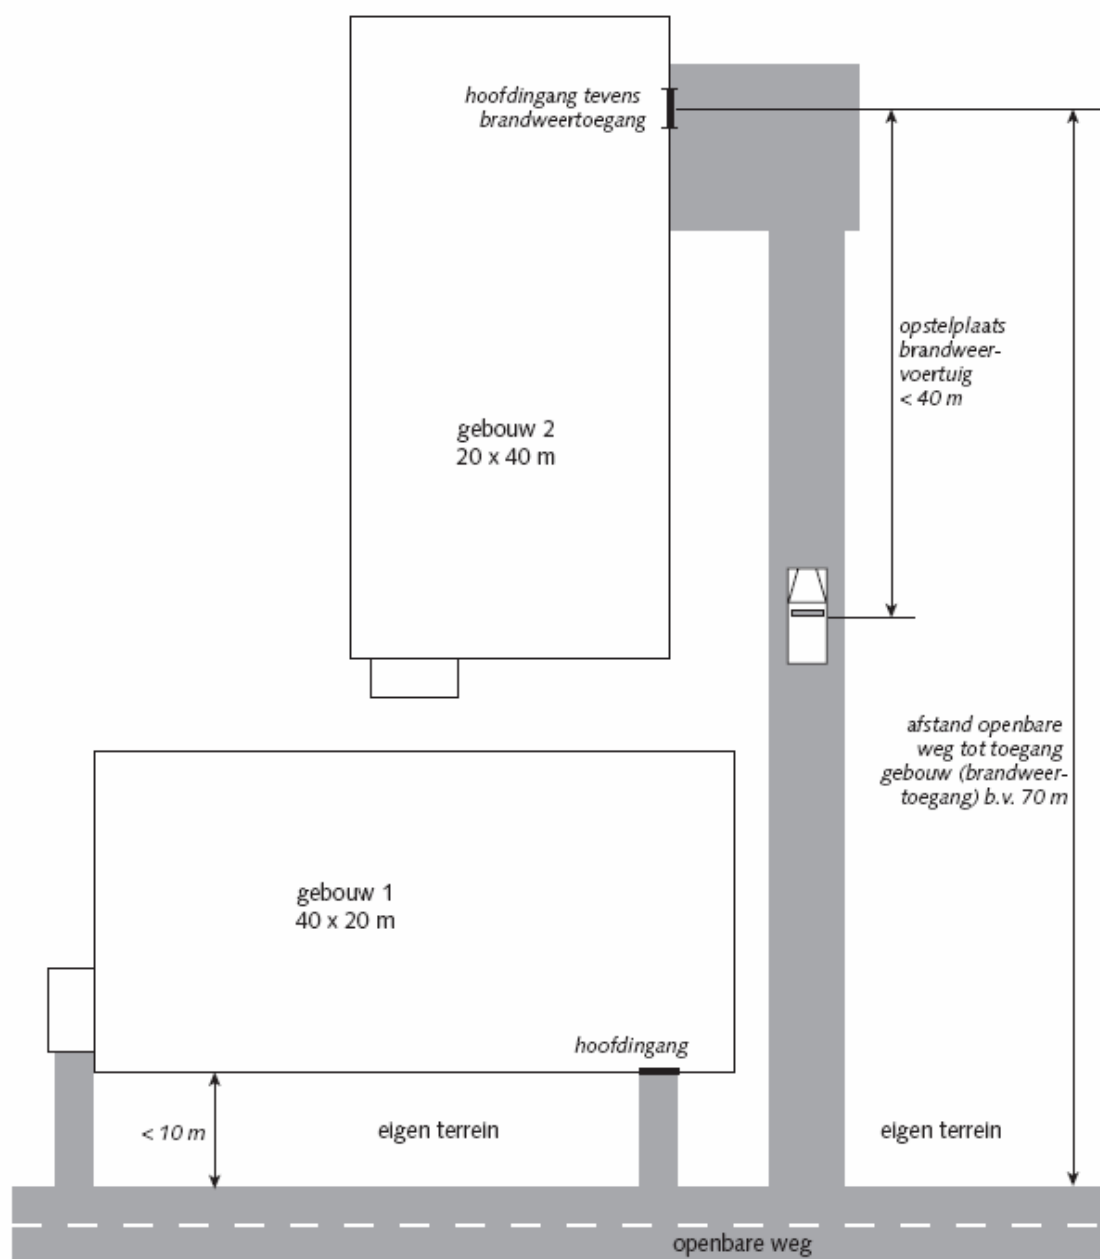 hoofdingang tevens
brandweertoegang
opstelplaats
brandweer-
voertuig
< 40 m
gebouw 2
20 x 40 m
afstand openbare
weg tot toegang
gebouw (brandweer-
toegang) b.v. 70 m
gebouw 1
40 x 20 m
hoofdingang
< 10 m
eigen terrein
eigen terrein
openbare weg